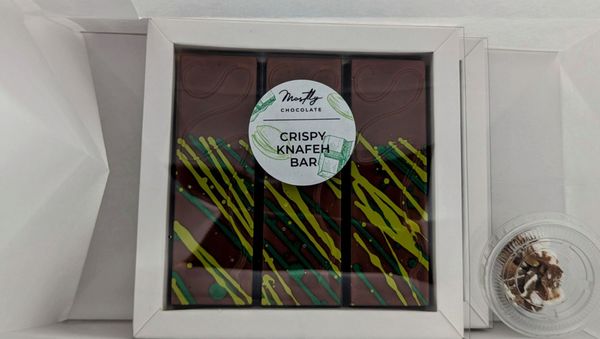 Mostly
CHOCOLATE
CRISPY
KNAFEH
BAR